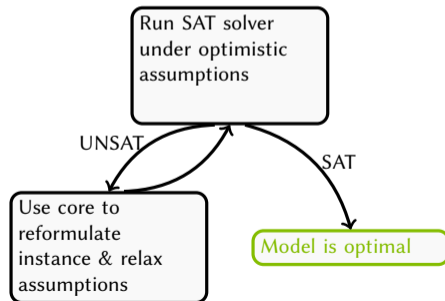 Run SAT solver
under optimistic
assumptions
UNSAT
SAT
Use core to
reformulate
instance & relax
assumptions
Model is optimal